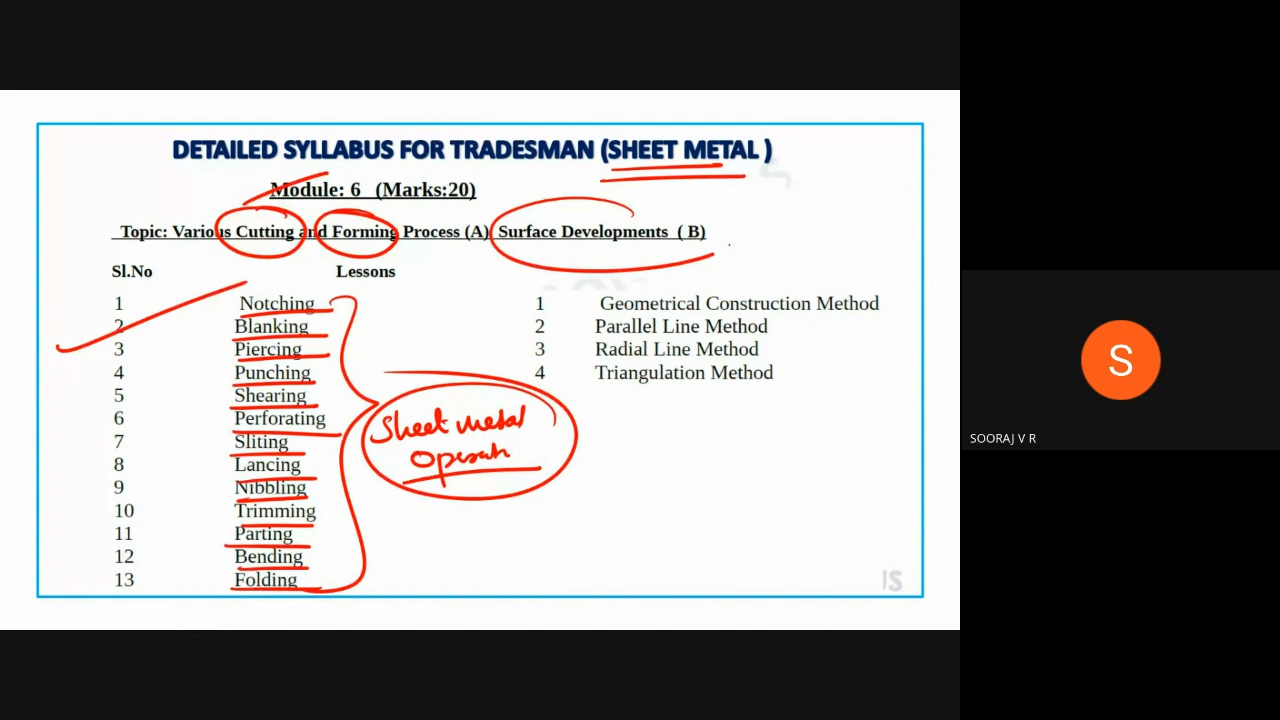 DETAILED SYLLABUS FOR TRADESMAN (SHEET METAL )
Module: 6 (Marks:20)
Topic: Various Cutting and Forming Process (A) Surface Developments ( B)
Sl.No Lessons
1 Notching 1 Geometrical Construction Method
2 Blanking 2 Parallel Line Method
3 Piercing 3 Radial Line Method
4 Punching 4 Triangulation Method
5 Shearing
6 Perforating
Sheet metal
7 Sliting
8 Lancing
9 Nibbling
10 Trimming
11 Parting
12 Bending
13 Folding
S
SOORAJ V R